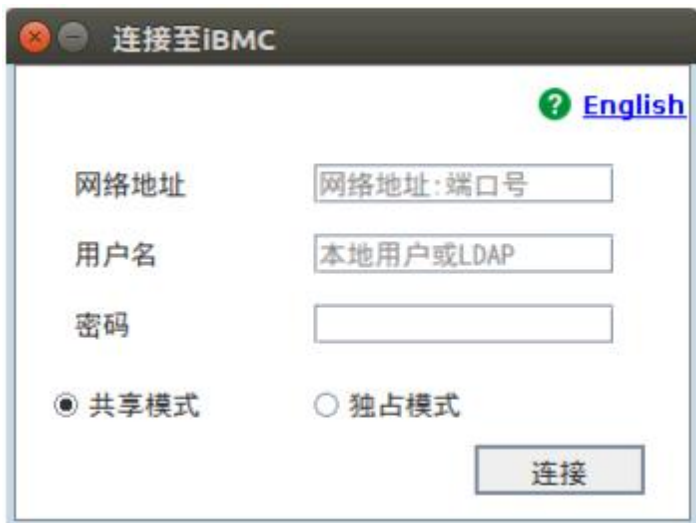 连接至iBMC
? English
网络地址 网络地址:端口号
用户名 本地用户或LDAP
密码
共享模式 独占模式
连接